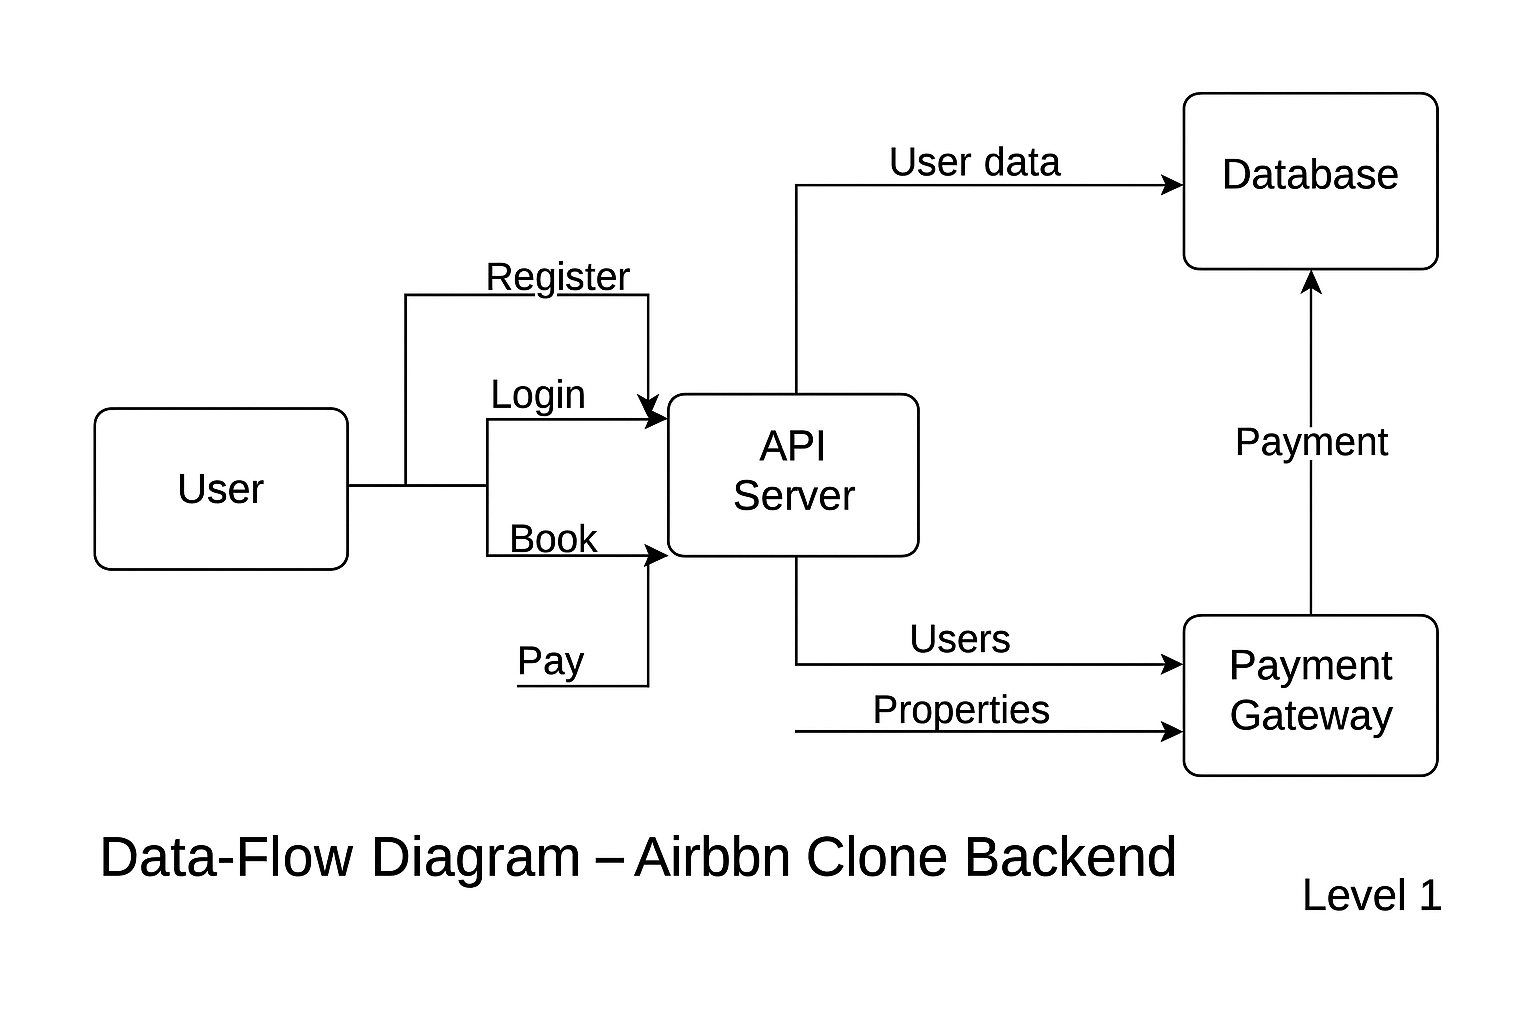 User data
Database
Register
Login
API
Server
User
Book
Payment
Pay
Users
Payment
Gateway
Properties
Data-Flow Diagram – Airbbn Clone Backend
Level 1